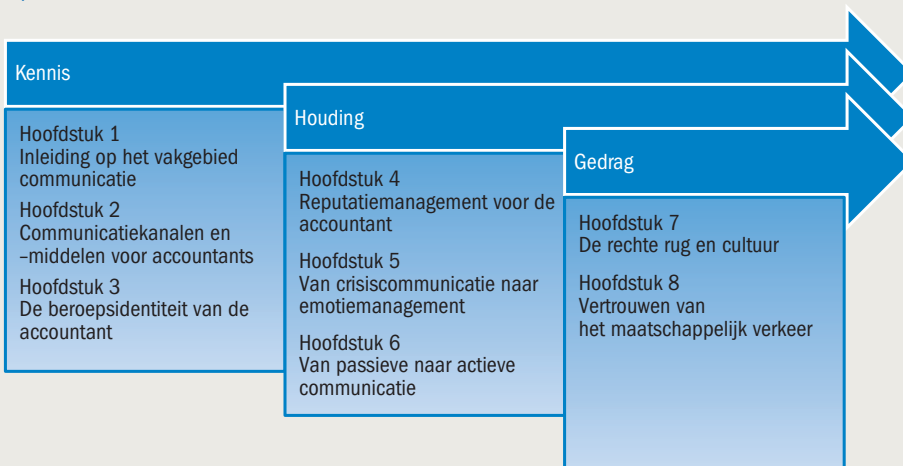 Kennis
Hoofdstuk 1
Inleiding op het vakgebied
communicatie
Hoofdstuk 2
Communicatiekanalen en
–middelen voor accountants
Hoofdstuk 3
De beroepsidentiteit van de
accountant
Houding
Hoofdstuk 4
Reputatiemanagement voor de
accountant
Hoofdstuk 5
Van crisiscommunicatie naar
emotiemanagement
Hoofdstuk 6
Van passieve naar actieve
communicatie
Gedrag
Hoofdstuk 7
De rechte rug en cultuur
Hoofdstuk 8
Vertrouwen van
het maatschappelijk verkeer